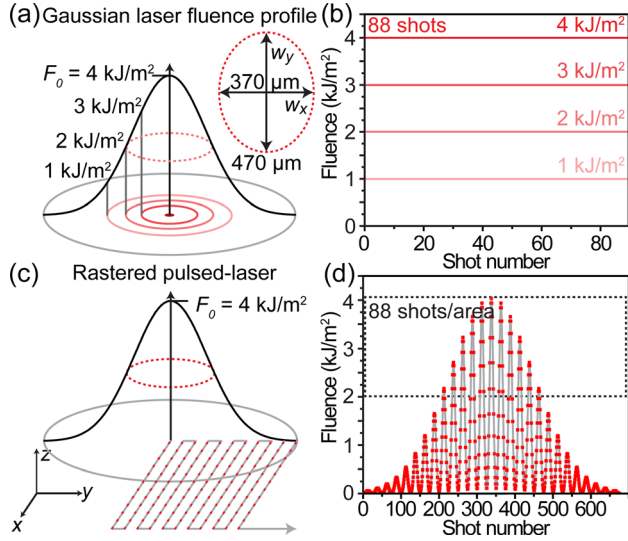 (a) Gaussian laser fluence profile
F₀ = 4 kJ/m²
3 kJ/m²
2 kJ/m²
1 kJ/m²
w_y
370 µm
w_x
470 µm
(b)
88 shots
4 kJ/m²
3 kJ/m²
2 kJ/m²
1 kJ/m²
Fluence (kJ/m²)
4
3
2
1
0
0 20 40 60 80
Shot number
(c) Rastered pulsed-laser
F₀ = 4 kJ/m²
z
y
x
(d)
88 shots/area
Fluence (kJ/m²)
4
3
2
1
0
0 100 200 300 400 500 600
Shot number